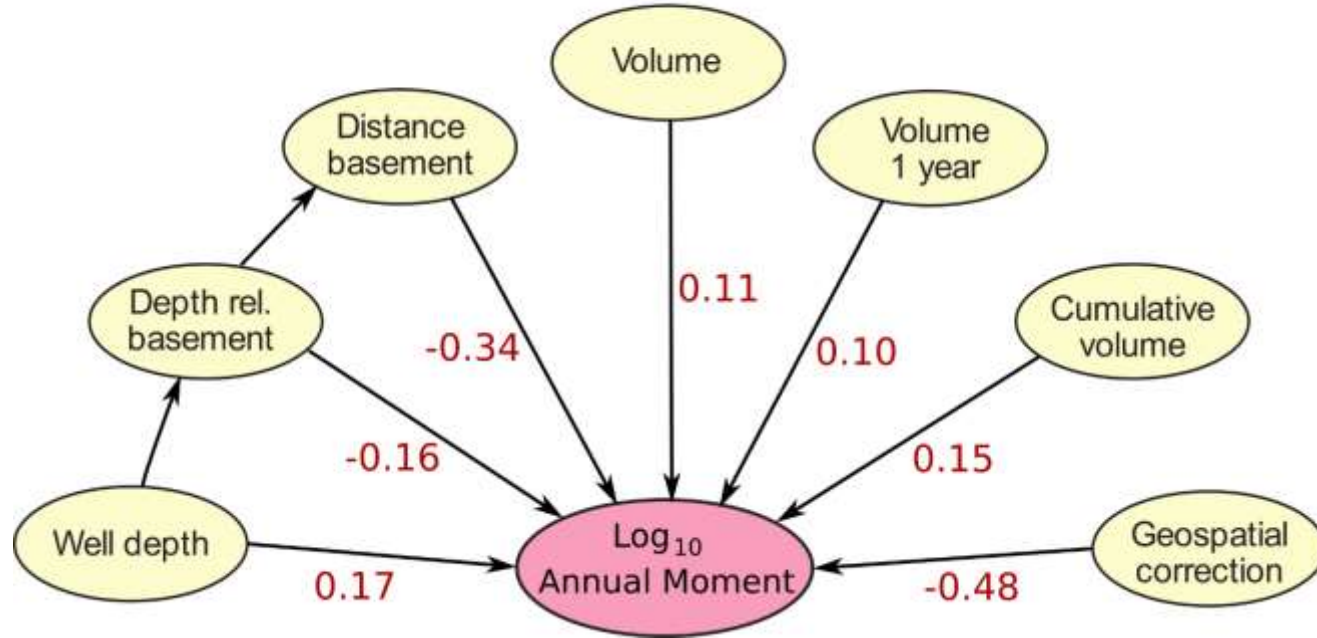 Volume
Distance
basement
Volume
1 year
Depth rel.
basement
0.11
Cumulative
volume
-0.34
0.10
-0.16
0.15
Well depth
Log₁₀
Annual Moment
Geospatial
correction
0.17
-0.48